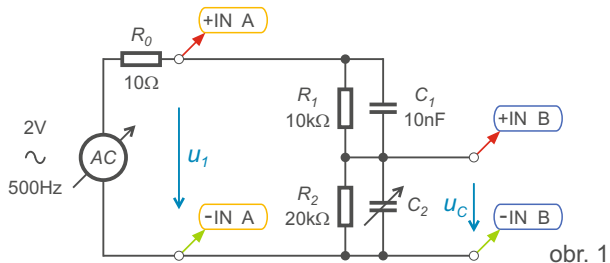 +IN A
R0
10Ω
2V
AC
500Hz
u1
R1
10kΩ
C1
10nF
+IN B
R2
20kΩ
C2
uC
-IN A
-IN B
obr. 1